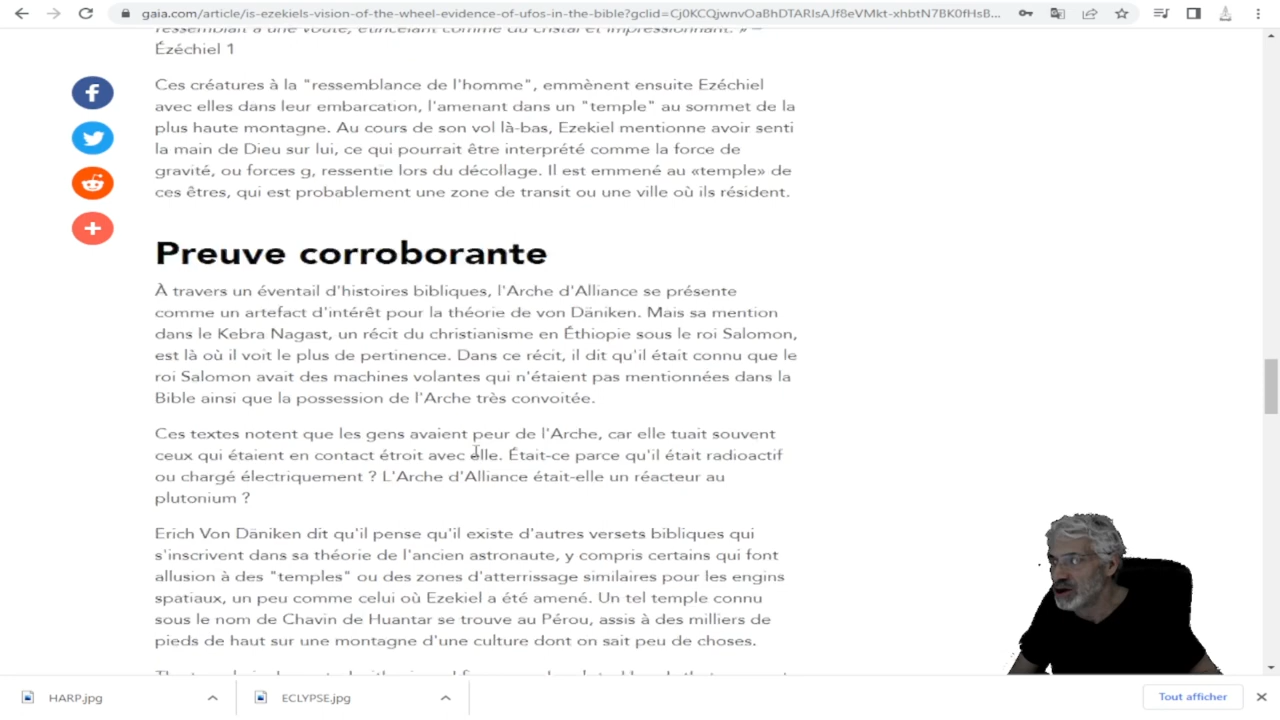 gaia.com/article/is-ezekiels-vision-of-the-wheel-evidence-of-ufos-in-the-bible?gclid=Cj0KCQjwnvOaBhDTARIsAJf8eVMkt-xhbtN7BK0fHsB...
ressemblait à une voûte, étincelant comme du cristal et impressionnant. » –
Ézéchiel 1
Ces créatures à la "ressemblance de l'homme", emmènent ensuite Ezéchiel
avec elles dans leur embarcation, l'amenant dans un "temple" au sommet de la
plus haute montagne. Au cours de son vol là-bas, Ezekiel mentionne avoir senti
la main de Dieu sur lui, ce qui pourrait être interprété comme la force de
gravité, ou forces g, ressentie lors du décollage. Il est emmené au «temple» de
ces êtres, qui est probablement une zone de transit ou une ville où ils résident.
Preuve corroborante
À travers un éventail d'histoires bibliques, l'Arche d'Alliance se présente
comme un artefact d'intérêt pour la théorie de von Däniken. Mais sa mention
dans le Kebra Nagast, un récit du christianisme en Éthiopie sous le roi Salomon,
est là où il voit le plus de pertinence. Dans ce récit, il dit qu'il était connu que le
roi Salomon avait des machines volantes qui n'étaient pas mentionnées dans la
Bible ainsi que la possession de l'Arche très convoitée.
Ces textes notent que les gens avaient peur de l'Arche, car elle tuait souvent
ceux qui étaient en contact étroit avec elle. Était-ce parce qu'il était radioactif
ou chargé électriquement ? L'Arche d'Alliance était-elle un réacteur au
plutonium ?
Erich Von Däniken dit qu'il pense qu'il existe d'autres versets bibliques qui
s'inscrivent dans sa théorie de l'ancien astronaute, y compris certains qui font
allusion à des "temples" ou des zones d'atterrissage similaires pour les engins
spatiaux, un peu comme celui où Ezekiel a été amené. Un tel temple connu
sous le nom de Chavin de Huantar se trouve au Pérou, assis à des milliers de
pieds de haut sur une montagne d'une culture dont on sait peu de choses.
HARP.jpg
ECLYPSE.jpg
Tout afficher